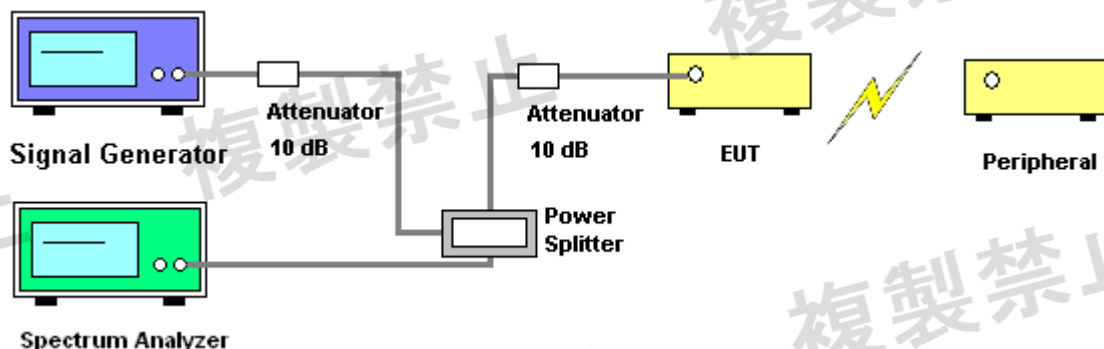 複製禁止
Attenuator
10 dB
Signal Generator
Attenuator
10 dB
EUT
Peripheral
複製禁止
止
Power
Splitter
Spectrum Analyzer
複製禁止